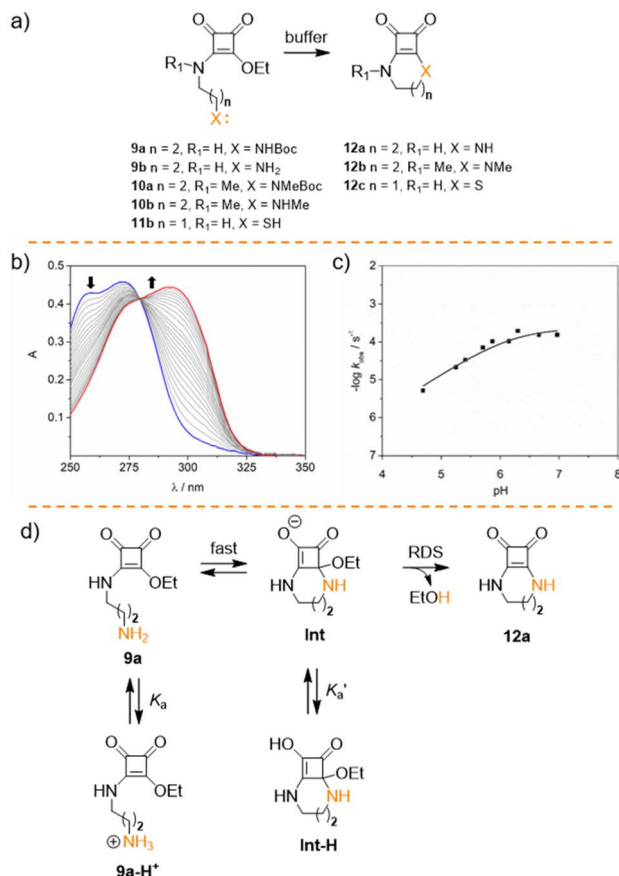 a)
O O
R₁ N OEt
( )n
X:
buffer
O O
R₁ N X
( )n
9a n = 2, R₁= H, X = NHBoc
9b n = 2, R₁= H, X = NH₂
10a n = 2, R₁= Me, X = NMeBoc
10b n = 2, R₁= Me, X = NHMe
11b n = 1, R₁= H, X = SH
12a n = 2, R₁= H, X = NH
12b n = 2, R₁= Me, X = NMe
12c n = 1, R₁= H, X = S
b)
A
0.5
0.4
0.3
0.2
0.1
250 275 300 325 350
λ / nm
c)
-log kobs / s⁻¹
2
3
4
5
6
7
4 5 6 7 8
pH
d)
O O
HN OEt
( )2
NH₂
9a
fast
⊖
O O
OEt
HN NH
( )2
Int
RDS
EtOH
O O
HN NH
( )2
12a
Kₐ
Kₐ'
O O
HN OEt
( )2
⊕ NH₃
9a-H⁺
HO O
OEt
HN NH
( )2
Int-H